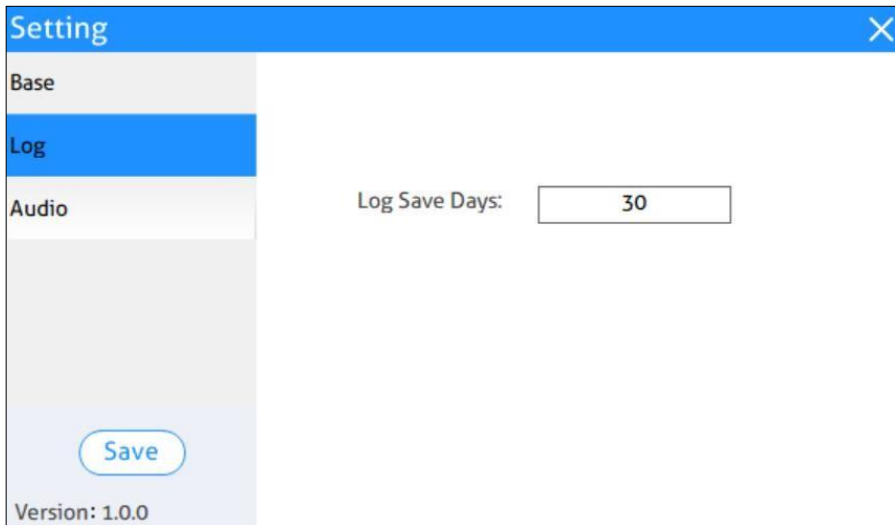 Setting
Base
Log
Audio
Log Save Days: 30
Save
Version: 1.0.0